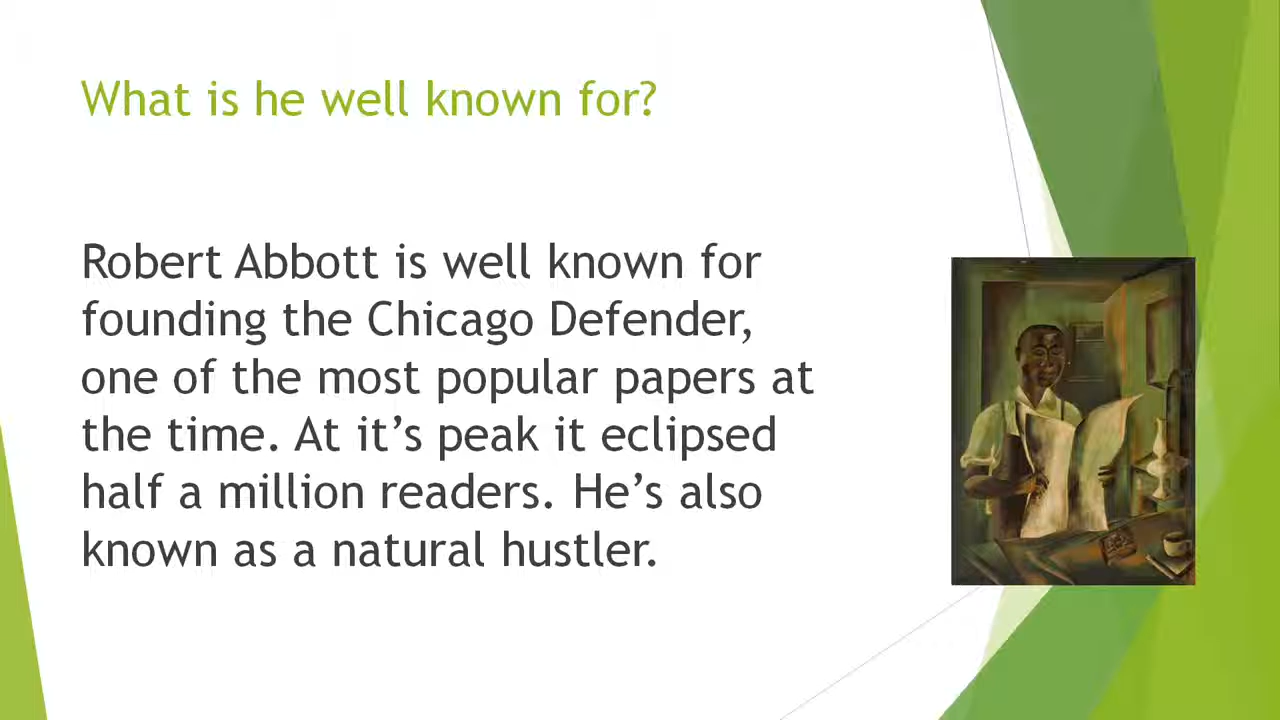 What is he well known for?
Robert Abbott is well known for
founding the Chicago Defender,
one of the most popular papers at
the time. At it’s peak it eclipsed
half a million readers. He’s also
known as a natural hustler.